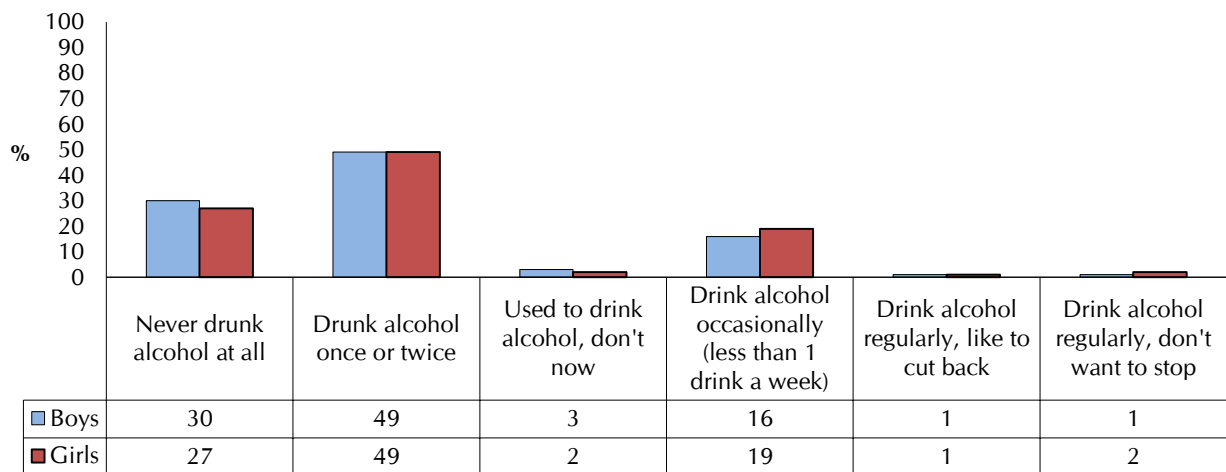 100
90
80
70
60
50
40
30
20
10
0
%
Never drunk
alcohol at all
Drunk alcohol
once or twice
Used to drink
alcohol, don't
now
Drink alcohol
occasionally
(less than 1
drink a week)
Drink alcohol
regularly, like to
cut back
Drink alcohol
regularly, don't
want to stop
Boys 30 49 3 16 1 1
Girls 27 49 2 19 1 2